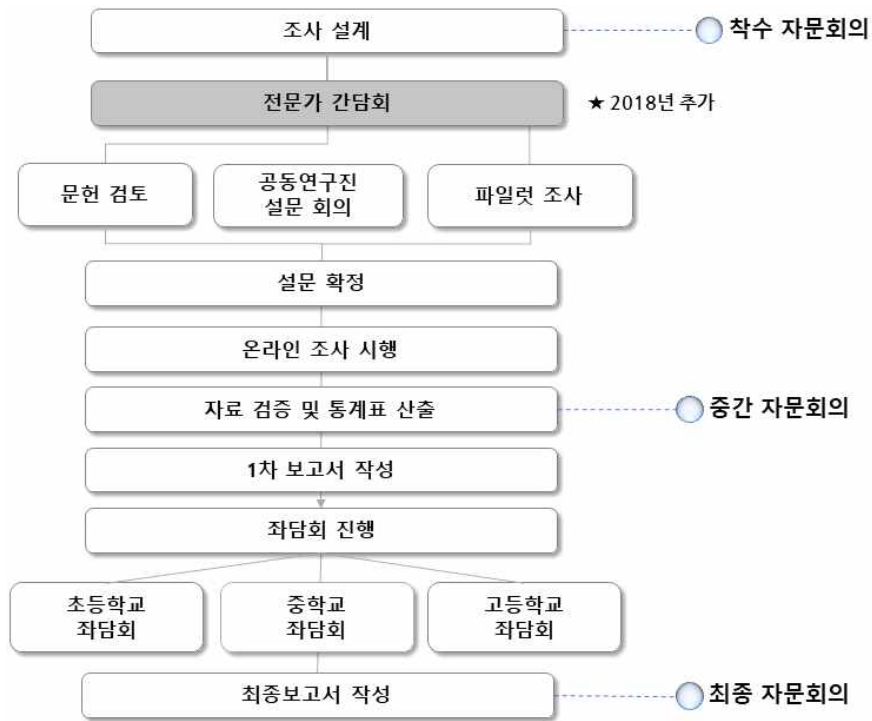 조사 설계
착수 자문회의
전문가 간담회
★ 2018년 추가
문헌 검토
공동연구진
설문 회의
파일럿 조사
설문 확정
온라인 조사 시행
자료 검증 및 통계표 산출
중간 자문회의
1차 보고서 작성
좌담회 진행
초등학교
좌담회
중학교
좌담회
고등학교
좌담회
최종보고서 작성
최종 자문회의